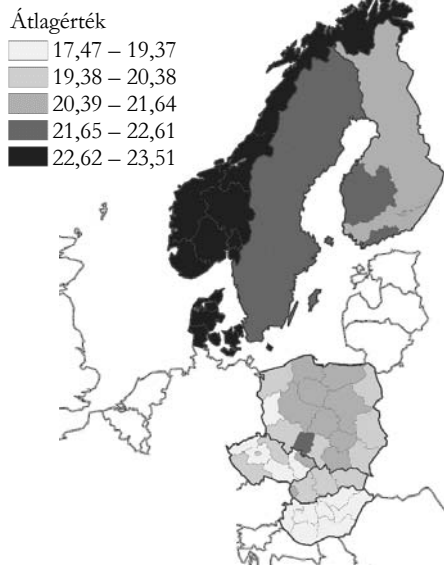 Átlagérték
17,47 – 19,37
19,38 – 20,38
20,39 – 21,64
21,65 – 22,61
22,62 – 23,51